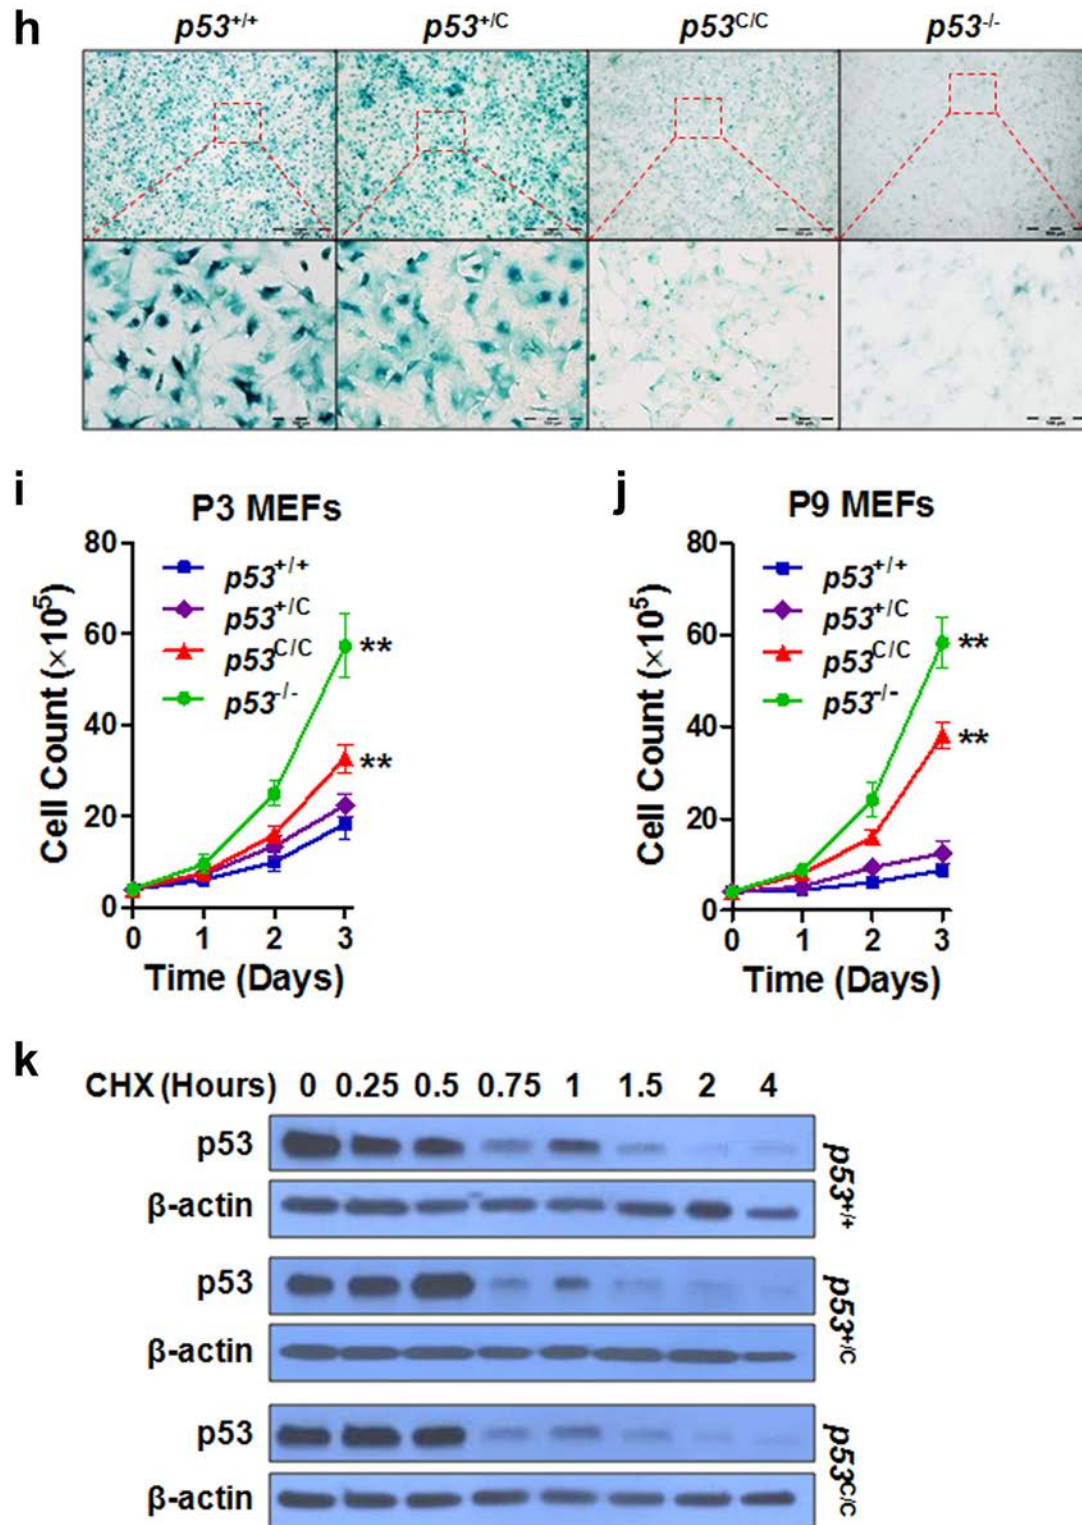 h
p53+/+ p53+/C p53C/C p53-/-
i
P3 MEFs
Cell Count (×10⁵)
80
60
40
20
0
p53+/+
p53+/C
p53C/C
p53-/-
**
**
0 1 2 3
Time (Days)
j
P9 MEFs
Cell Count (×10⁵)
80
60
40
20
0
p53+/+
p53+/C
p53C/C
p53-/-
**
**
0 1 2 3
Time (Days)
k
CHX (Hours) 0 0.25 0.5 0.75 1 1.5 2 4
p53
β-actin
p53+/+
p53
β-actin
p53+/C
p53
β-actin
p53C/C